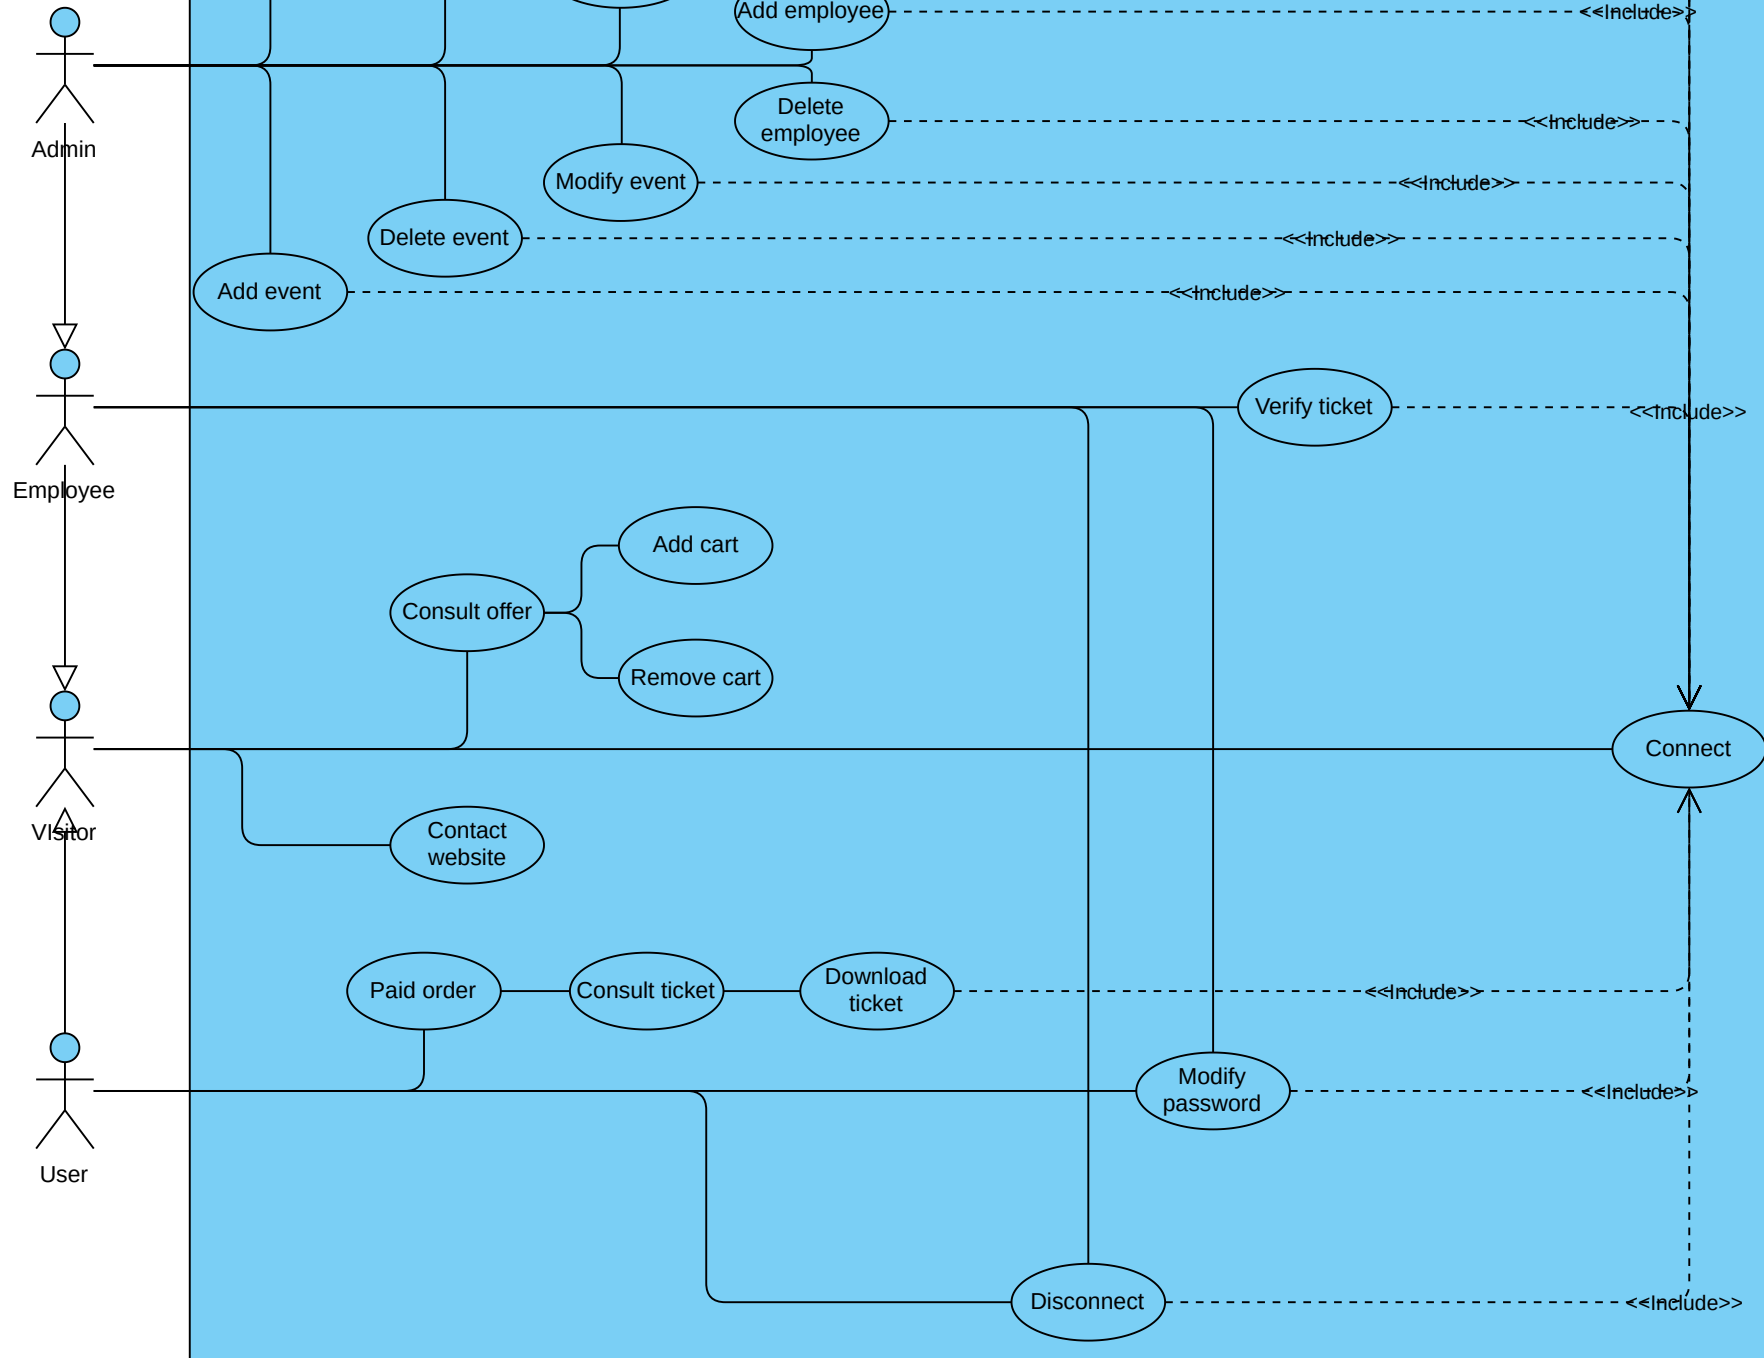 Add employee
<<Include>>
Delete
employee
<<Include>>
Admin
Modify event
<<Include>>
Delete event
<<Include>>
Add event
<<Include>>
Verify ticket
<<Include>>
Employee
Add cart
Consult offer
Remove cart
Connect
VIsitor
Contact
website
Paid order
Consult ticket
Download
ticket
<<Include>>
Modify
password
<<Include>>
User
Disconnect
<<Include>>